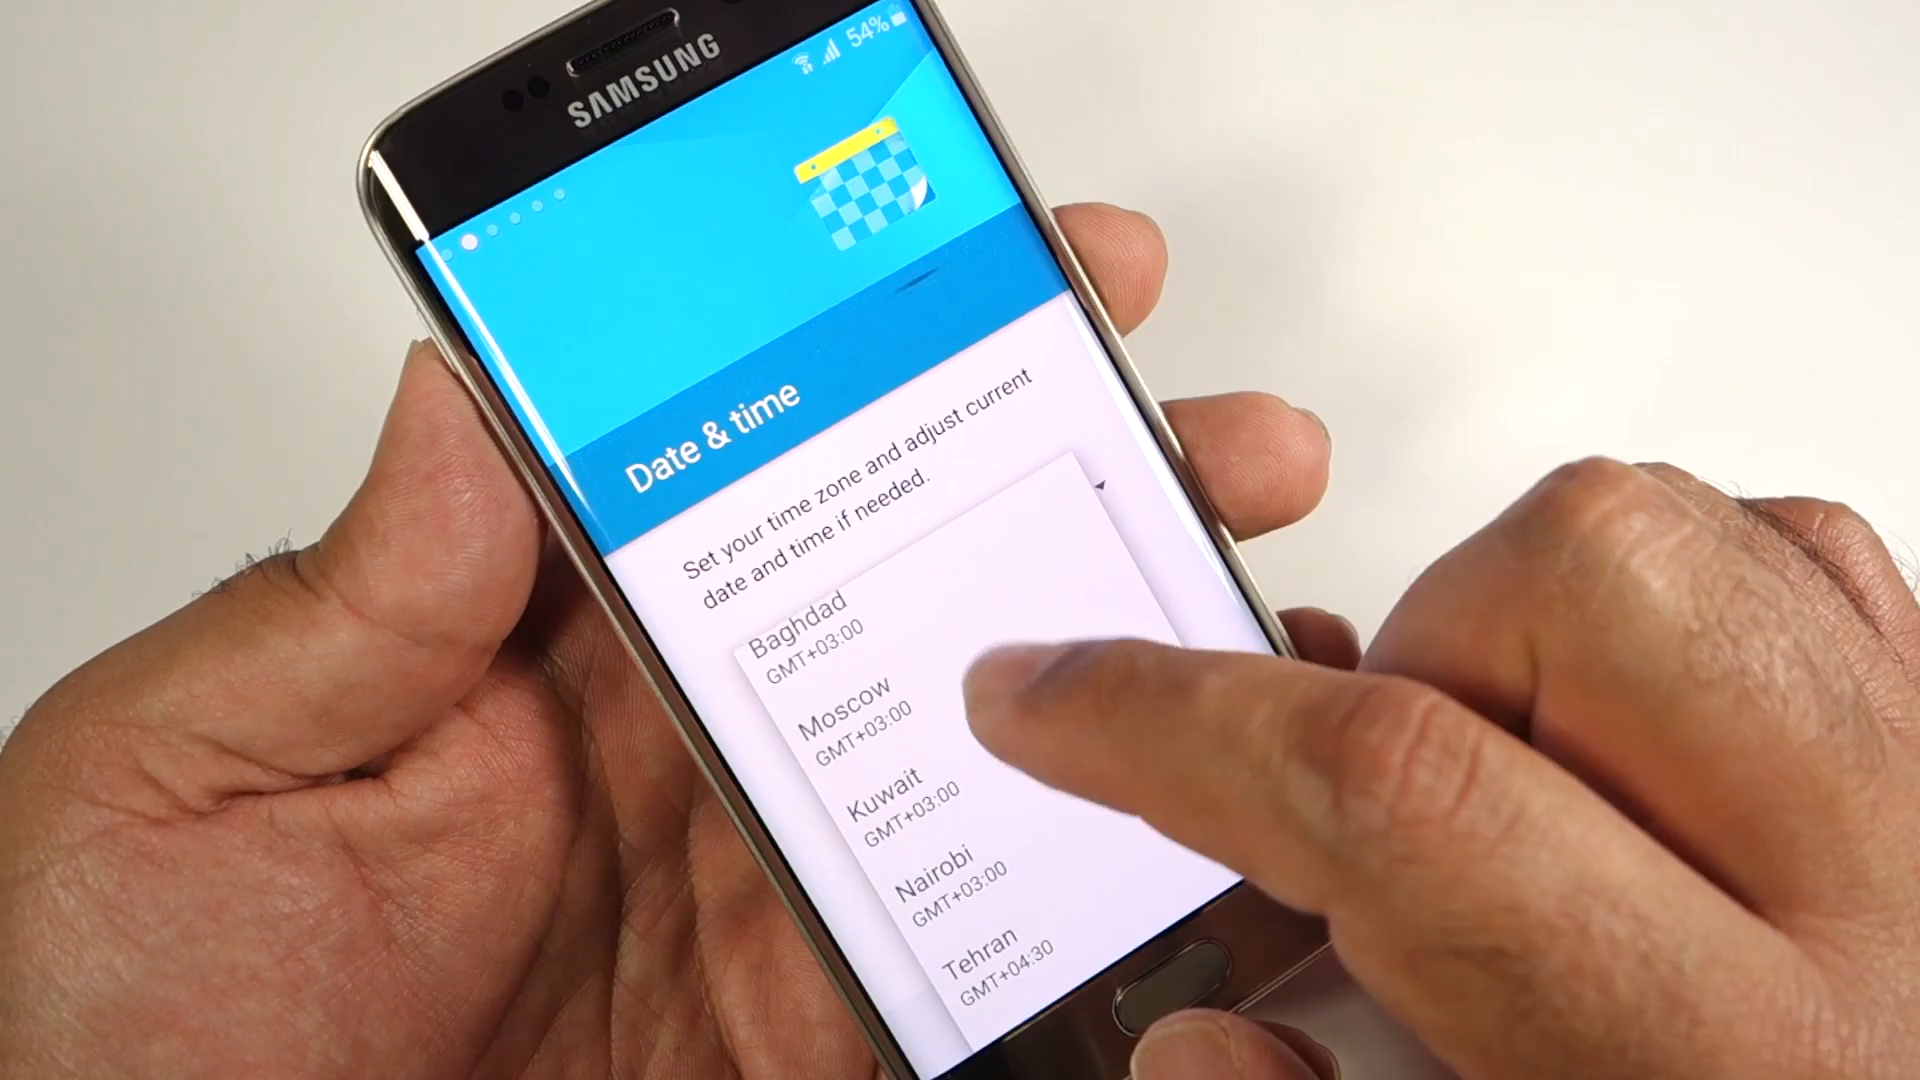 SAMSUNG
54%
Date & time
Set your time zone and adjust current
date and time if needed.
Baghdad
GMT+03:00
Moscow
GMT+03:00
Kuwait
GMT+03:00
Nairobi
GMT+03:00
Tehran
GMT+04:30